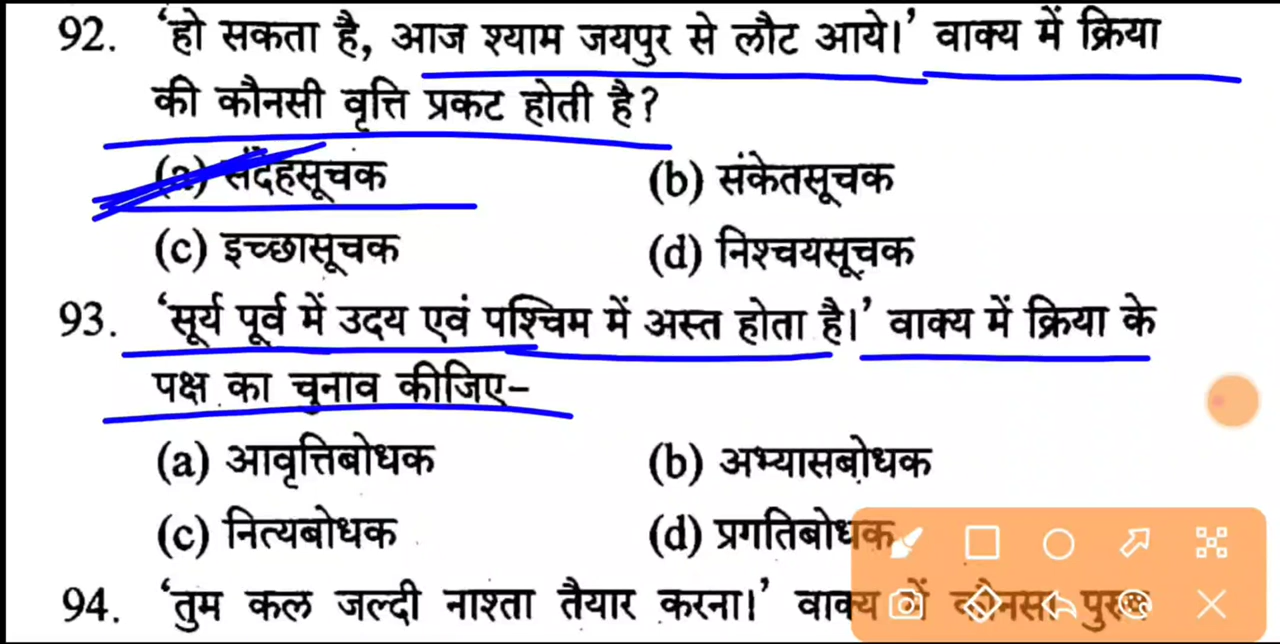 92. ‘हो सकता है, आज श्याम जयपुर से लौट आये।’ वाक्य में क्रिया
की कौनसी वृत्ति प्रकट होती है?
(a) संदेहसूचक (b) संकेतसूचक
(c) इच्छासूचक (d) निश्चयसूचक
93. ‘सूर्य पूर्व में उदय एवं पश्चिम में अस्त होता है।’ वाक्य में क्रिया के
पक्ष का चुनाव कीजिए–
(a) आवृत्तिबोधक (b) अभ्यासबोधक
(c) नित्यबोधक (d) प्रगतिबोधक
94. ‘तुम कल जल्दी नाश्ता तैयार करना।’ वाक्य में कौनसा पुरुष